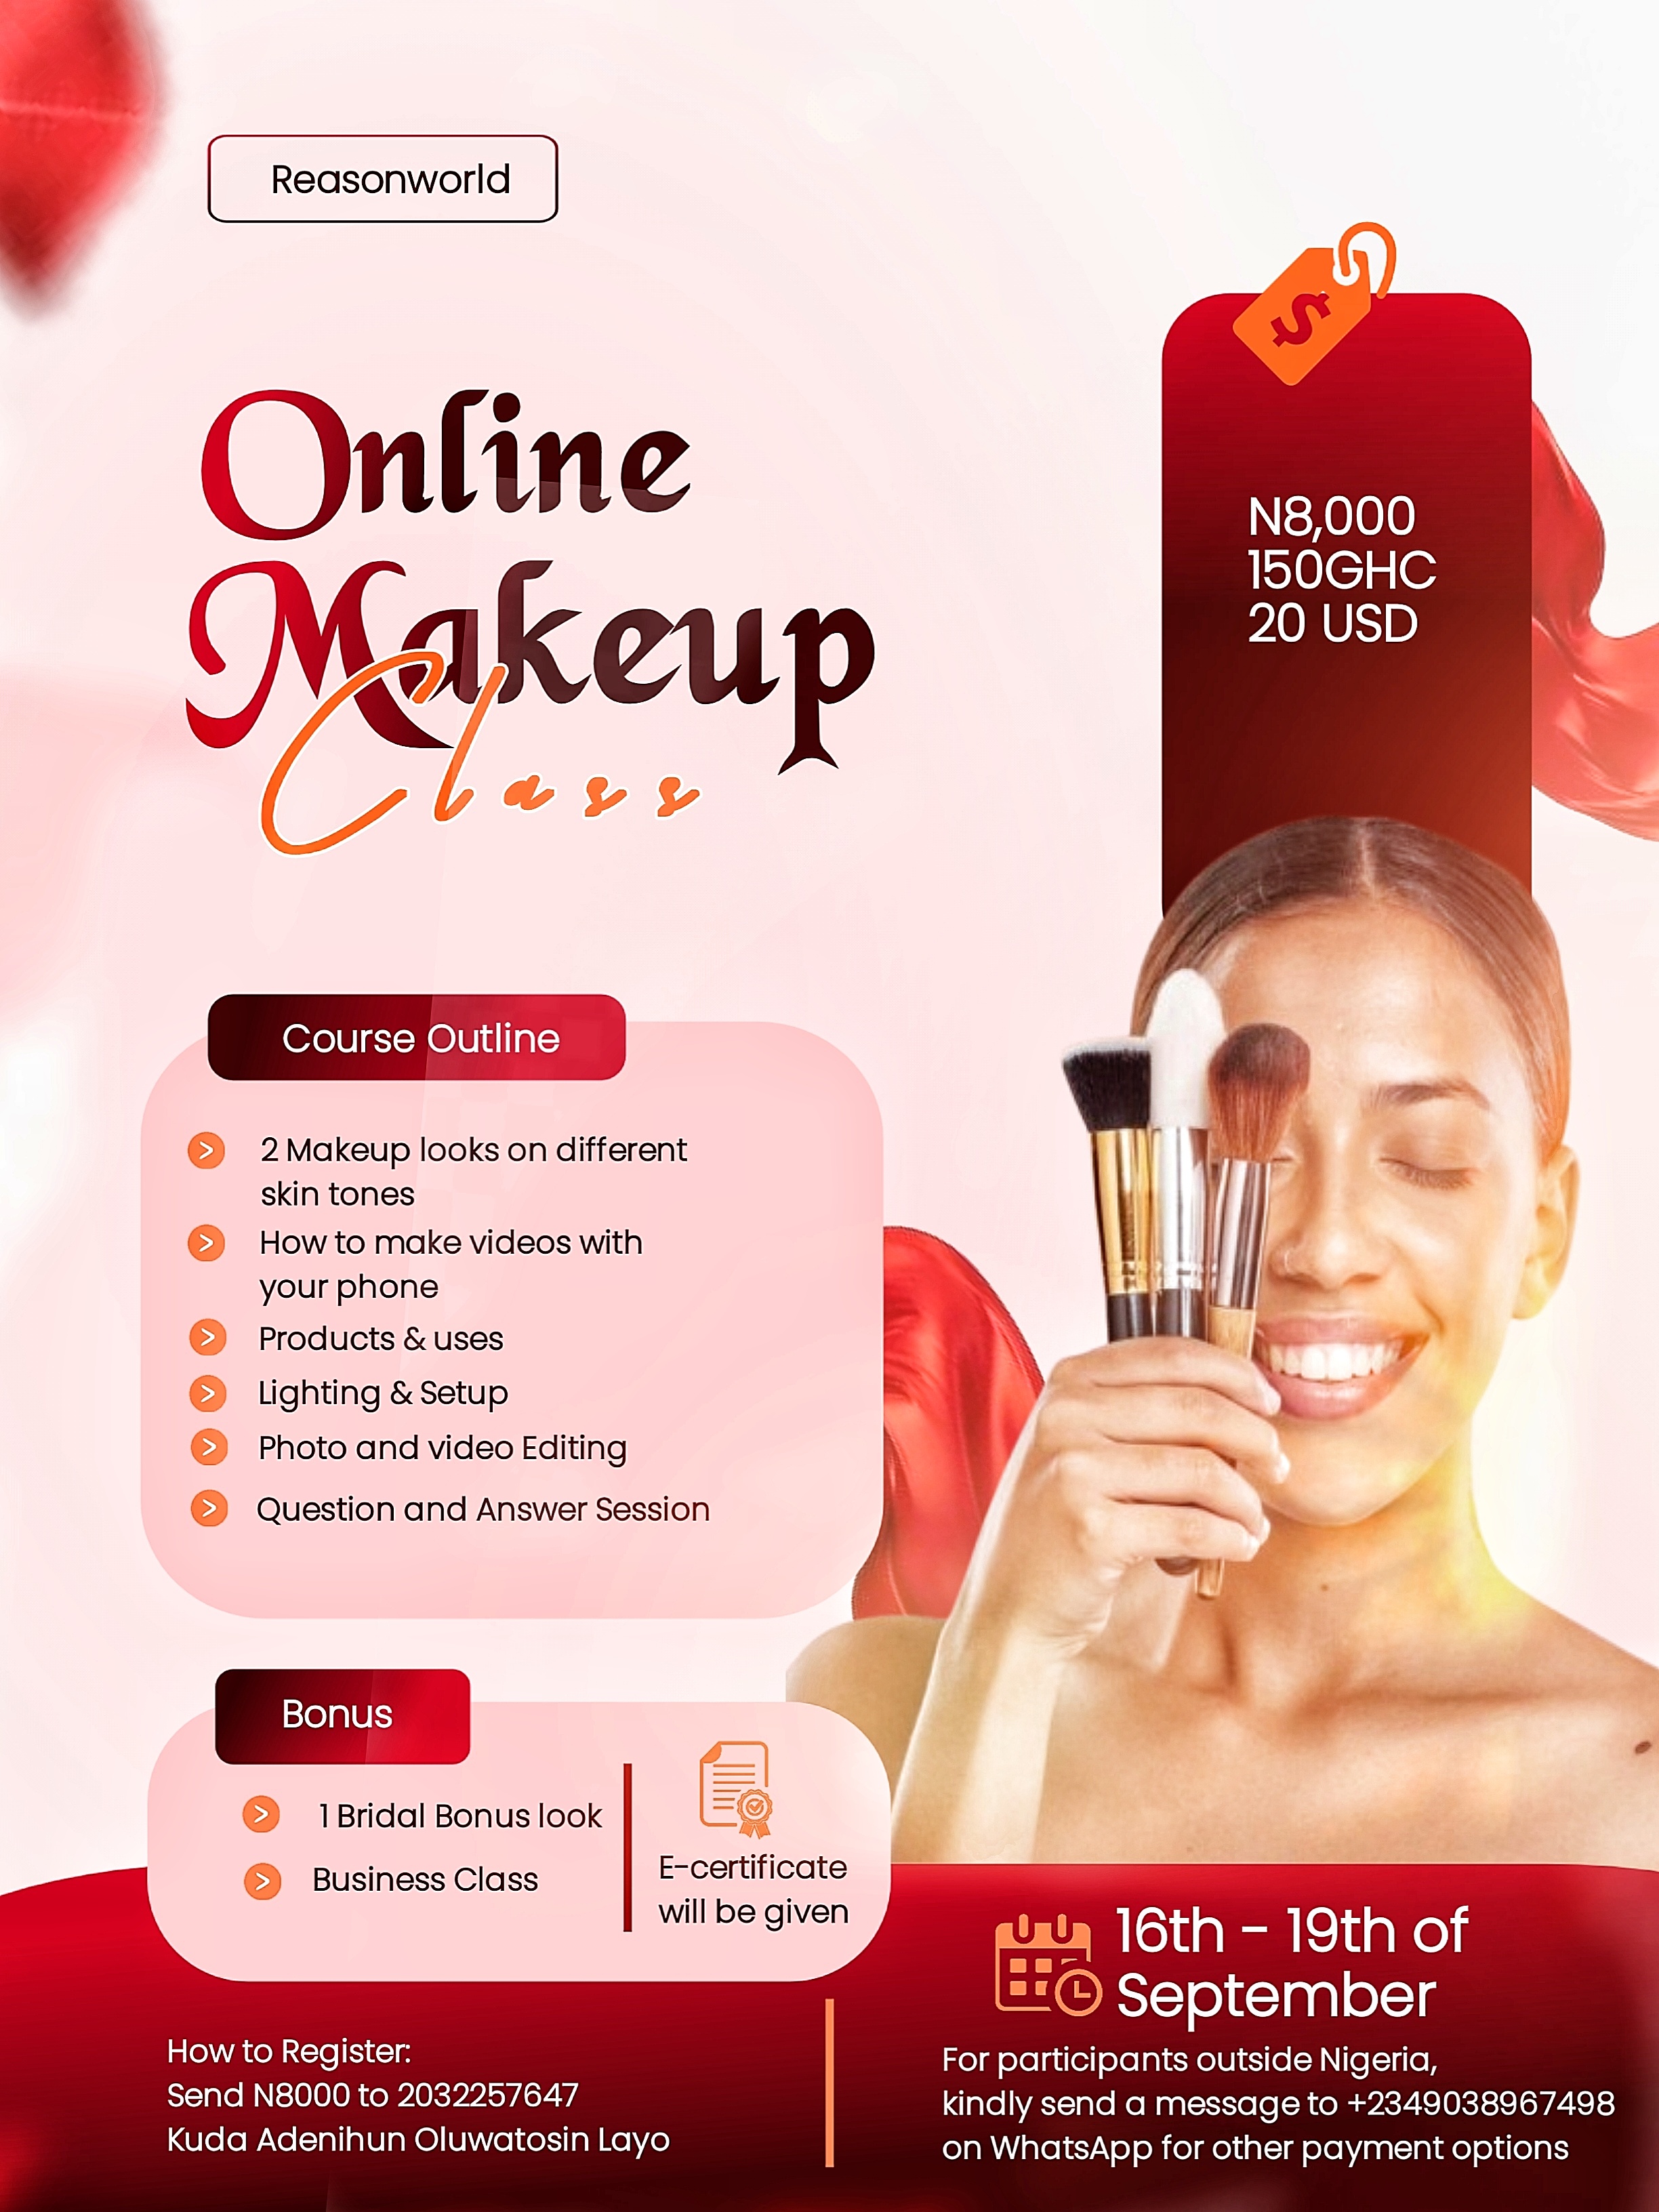 Reasonworld
Online
Makeup
Class
N8,000
150GHC
20 USD
Course Outline
2 Makeup looks on different
skin tones
How to make videos with
your phone
Products & uses
Lighting & Setup
Photo and video Editing
Question and Answer Session
Bonus
1 Bridal Bonus look
Business Class
E-certificate
will be given
16th - 19th of
September
How to Register:
Send N8000 to 2032257647
Kuda Adenihun Oluwatosin Layo
For participants outside Nigeria,
kindly send a message to +2349038967498
on WhatsApp for other payment options